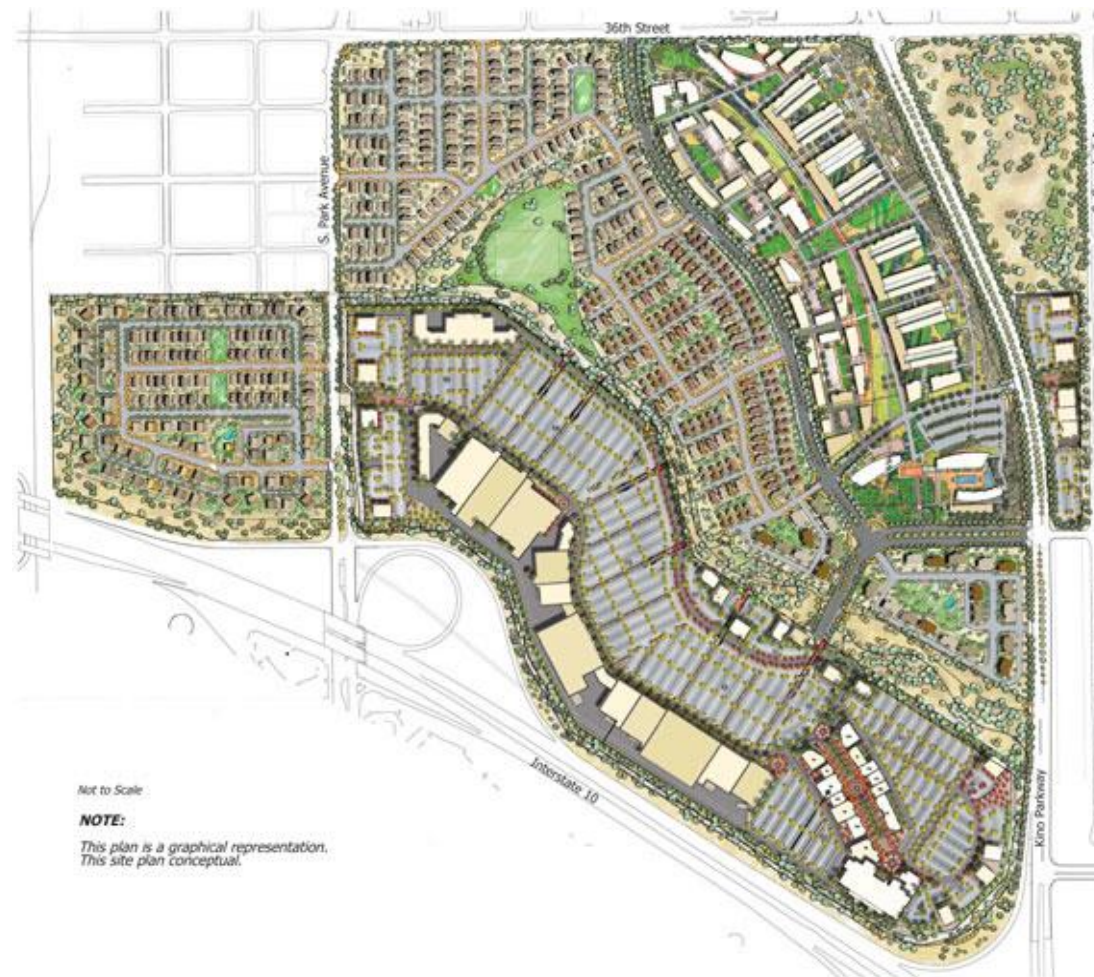 36th Street
S. Park Avenue
Interstate 10
Kino Parkway
Not to Scale
NOTE:
This plan is a graphical representation.
This site plan conceptual.